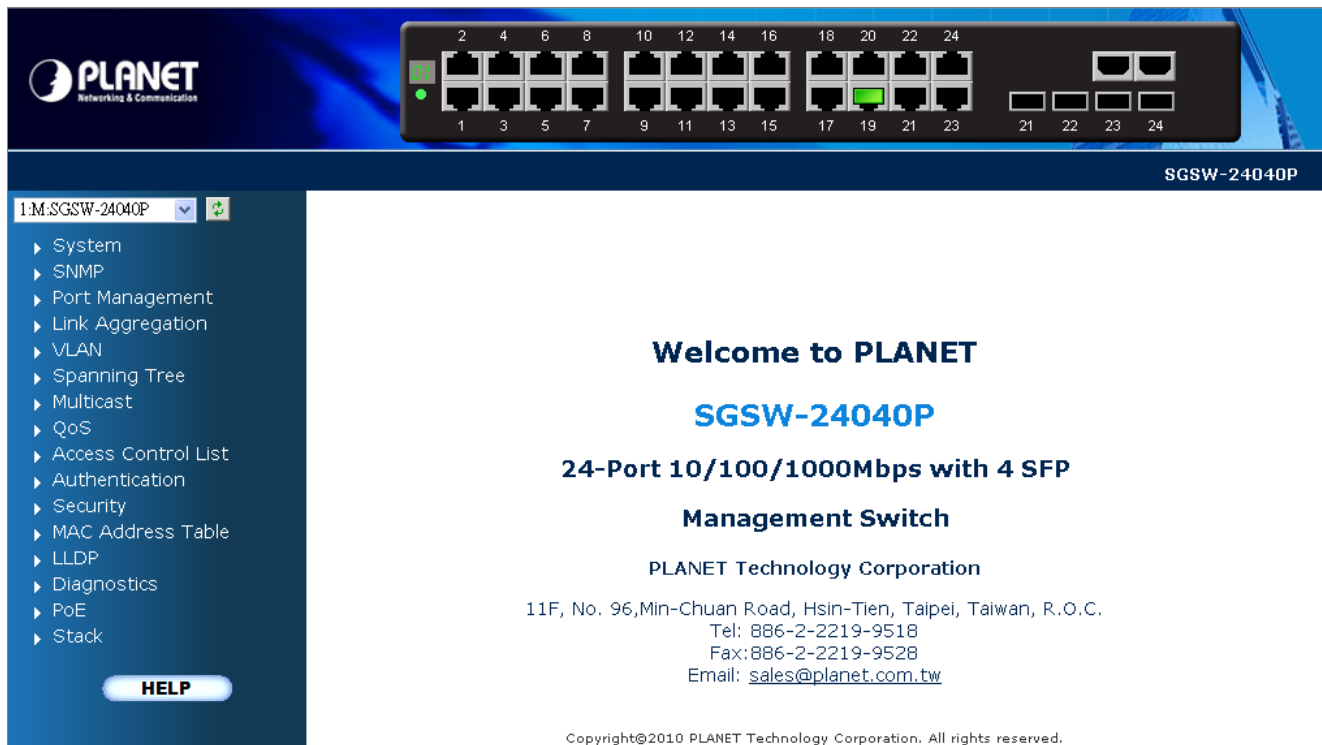 PLANET
Networking & Communication
2 4 6 8 10 12 14 16 18 20 22 24
01
1 3 5 7 9 11 13 15 17 19 21 23 21 22 23 24
SGSW-24040P
1:M:SGSW-24040P
System
SNMP
Port Management
Link Aggregation
VLAN
Spanning Tree
Multicast
QoS
Access Control List
Authentication
Security
MAC Address Table
LLDP
Diagnostics
PoE
Stack
HELP
Welcome to PLANET
SGSW-24040P
24-Port 10/100/1000Mbps with 4 SFP
Management Switch
PLANET Technology Corporation
11F, No. 96,Min-Chuan Road, Hsin-Tien, Taipei, Taiwan, R.O.C.
Tel: 886-2-2219-9518
Fax:886-2-2219-9528
Email: sales@planet.com.tw
Copyright@2010 PLANET Technology Corporation. All rights reserved.